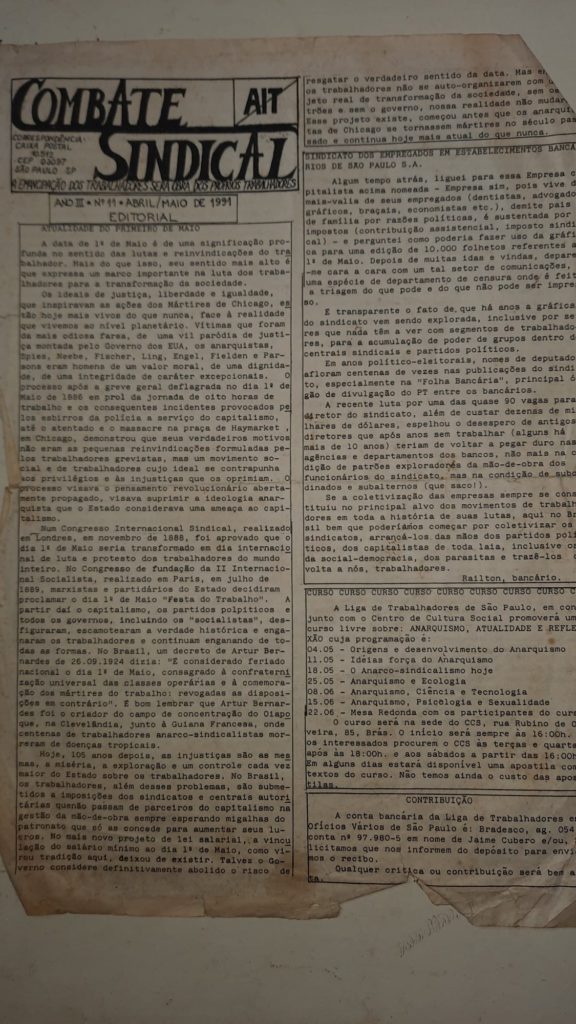 COMBATE
SINDICAL
AIT
CORRESPONDÊNCIA:
CAIXA POSTAL
10.512
CEP 03097
SÃO PAULO SP
A EMANCIPAÇÃO DOS TRABALHADORES SERÁ OBRA DOS PRÓPRIOS TRABALHADORES
ANO III • Nº 11 • ABRIL/MAIO DE 1991
EDITORIAL
ATUALIDADE DO PRIMEIRO DE MAIO
A data de 1º de Maio é de uma significação pro-
funda no sentido das lutas e reinvindicações do tra
balhador. Mais do que isso, seu sentido mais alto é
que expressa um marco importante na luta dos traba-
lhadores para a transformação da sociedade.
Os ideais de justiça, liberdade e igualdade,
que inspiravam as ações dos Mártires de Chicago, es
tão hoje mais vivos do que nunca, face à realidade
que vivemos ao nível planetário. Vítimas que foram
da mais odiosa farsa, de uma vil paródia de justi-
ça montada pelo Governo dos EUA, os anarquistas,
Spies, Neebe, Fischer, Ling, Engel, Fielden e Par-
sons eram homens de um valor moral, de uma dignida-
de, de uma integridade de caráter excepcionais. O
processo após a greve geral deflagrada no dia 1º de
Maio de 1886 em prol da jornada de oito horas de
trabalho e os consequentes incidentes provocados pe
los esbirros da polícia a serviço do capitalismo,
até o atentado e o massacre na praça de Haymarket ,
em Chicago, demonstrou que seus verdadeiros motivos
não eram as pequenas reinvindicações formuladas pe-
los trabalhadores grevistas, mas um movimento so-
cial e de trabalhadores cujo ideal se contrapunha
aos privilégios e às injustiças que os oprimiam. O
processo visava o pensamento revolucionário aberta-
mente propagado, visava suprimir a ideologia anar-
quista que o Estado considerava uma ameaça ao capi-
talismo.
Num Congresso Internacional Sindical, realizado
em Londres, em novembro de 1888, foi aprovado que o
dia 1º de Maio seria transformado em dia internacio
nal de luta e protesto dos trabalhadores do mundo
inteiro. No Congresso de fundação da II Internacio-
nal Socialista, realizado em Paris, em julho de
1889, marxistas e partidários do Estado decidiram
proclamar o dia 1º de Maio "Festa do Trabalho". A
partir daí o capitalismo, os partidos polpiticos e
todos os governos, incluindo os "socialistas", des-
figuraram, escamotearam a verdade histórica e enga-
naram os trabalhadores e continuam enganando de to-
das as formas. No Brasil, um decreto de Artur Ber-
nardes de 26.09.1924 dizia: "É considerado feriado
nacional o dia 1º de Maio, consagrado à confraterni
zação universal das classes operárias e à comemora-
ção dos mártires do trabalho: revogadas as disposi-
ções em contrário". É bom lembrar que Artur Bernar-
des foi o criador do campo de concentração do Oiapo
que, na Clevelândia, junto à Guiana Francesa, onde
centenas de trabalhadores anarco-sindicalistas mor-
reram de doenças tropicais.
Hoje, 105 anos depois, as injustiças são as mes
mas, a miséria, a exploração e um controle cada vez
maior do Estado sobre os trabalhadores. No Brasil,
os trabalhadores, além desses problemas, são subme-
tidos a imposições dos sindicatos e centrais autori
tárias que não passam de parceiros do capitalismo na
gestão da mão-de-obra sempre esperando migalhas do
patronato que só as concede para aumentar seus lu-
cros. No mais novo projeto de lei salarial, a vincu
lação do salário mínimo ao dia 1º de Maio, como vi-
rou tradição aqui, deixou de existir. Talvez o Go-
verno considere definitivamente abolido o risco de
resgatar o verdadeiro sentido da data. Mas
os trabalhadores não se auto-organizarem com
jeto real de transformação da sociedade, sem os
trões e sem o governo, nossa realidade não mudar
Esse projeto existe, começou antes que os anarqui
tas de Chicago se tornassem mártires no século pas
sado e continua hoje mais atual do que nunca.
SINDICATO DOS EMPREGADOS EM ESTABELECIMENTOS BANCA
RIOS DE SÃO PAULO S.A.
Algum tempo atrás, liguei para essa Empresa
pitalista acima nomeada - Empresa sim, pois vive
mais-valia de seus empregados (dentistas, advogado
gráficos, braçais, economistas etc.), demite pais
de família por razões políticas, é sustentada por
impostos (contribuição assistencial, imposto sindi
cal) - e perguntei como poderia fazer uso da gráfi
ca para uma edição de 10.000 folhetos referentes a
1º de Maio. Depois de muitas idas e vindas, depare
-me cara a cara com um tal setor de comunicações,
uma espécie de departamento de censura onde é feit
a triagem do que pode e do que não pode ser impre
so.
É transparente o fato de que há anos a gráfica
do sindicato vem sendo explorada, inclusive por se
res que nada têm a ver com segmentos de trabalhado
res, para a acumulação de poder de grupos dentro d
centrais sindicais e partidos políticos.
Em anos político-eleitorais, nomes de deputado
afloram centenas de vezes nas publicações do sindi
to, especialmente na "Folha Bancária", principal ó
gão de divulgação do PT entre os bancários.
A recente luta por uma das quase 90 vagas para
diretor do sindicato, além de custar dezenas de mi
lhares de dólares, espelhou o desespero de antigos
diretores que após anos sem trabalhar (alguns há
mais de 10 anos) teriam de voltar a pegar duro nas
agências e departamentos dos bancos, não mais na c
dição de patrões exploradores da mão-de-obra dos
funcionários do sindicato, mas na condição de subo
dinados e subalternos (que saco!).
Se a coletivização das empresas sempre se cons
tituiu no principal alvo dos movimentos de trabalh
dores em toda a história de suas lutas, aqui no Br
sil bem que poderíamos começar por coletivizar os
sindicatos, arrancá-los das mãos dos partidos polí
ticos, dos capitalistas de toda laia, inclusive os
da social-democracia, dos parasitas e trazê-los
volta a nós, trabalhadores.
Railton, bancário.
CURSO CURSO CURSO CURSO CURSO CURSO CURSO CURSO C
A Liga de Trabalhadores de São Paulo, em con
junto com o Centro de Cultura Social promoverá um
curso livre sobre: ANARQUISMO, ATUALIDADE E REFLE
XÃO cuja programação é:
04.05 - Origens e desenvolvimento do Anarquismo
11.05 - Idéias força do Anarquismo
18.05 - O Anarco-sindicalismo hoje
25.05 - Anarquismo e Ecologia
08.06 - Anarquismo, Ciência e Tecnologia
15.06 - Anarquismo, Psicologia e Sexualidade
22.06 - Mesa Redonda com os participantes do curs
O curso será na sede do CCS, rua Rubino de O
veira, 85, Brás. O início será sempre às 16:00h.
os interessados procurem o CCS às terças e quarta
após às 18:00h. e aos sábados a partir das 16:00h
Em alguns dias estará disponível uma apostila com
textos do curso. Não temos ainda o custo das apos
tilas.
CONTRIBUIÇÃO
A conta bancária da Liga de Trabalhadores e
Ofícios Vários de São Paulo é: Bradesco, ag. 054
conta nº 97.980-5 em nome de Jaime Cubero e/ou,
licitamos que nos informem do depósito para envi
mos o recibo.
Qualquer crítica ou contribuição será bem a